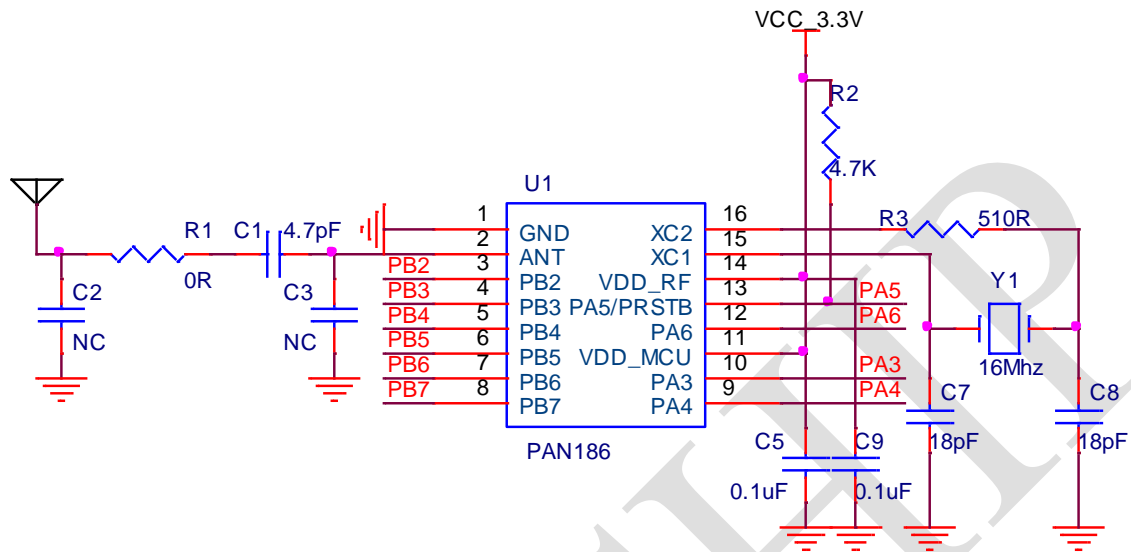 VCC_3.3V
R2
4.7K
U1
R1
C1
4.7pF
0R
1
GND
XC2
16
R3
510R
2
ANT
XC1
15
PB2
3
PB2
VDD_RF
14
PB3
4
PB3
PA5/PRSTB
13
PA5
PB4
5
PB4
PA6
12
PA6
PB5
6
PB5
VDD_MCU
11
PB6
7
PB6
PA3
10
PA3
PB7
8
PB7
PA4
9
PA4
C2
NC
C3
NC
Y1
16Mhz
PAN186
C5
0.1uF
C9
0.1uF
C7
18pF
C8
18pF